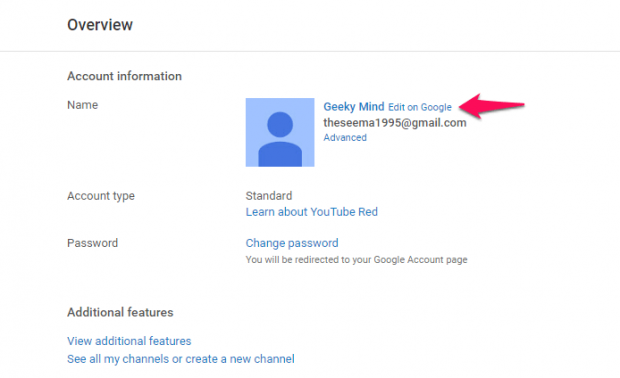 Overview
Account information
Name
Geeky Mind Edit on Google
theseema1995@gmail.com
Advanced
Account type
Standard
Learn about YouTube Red
Password
Change password
You will be redirected to your Google Account page
Additional features
View additional features
See all my channels or create a new channel